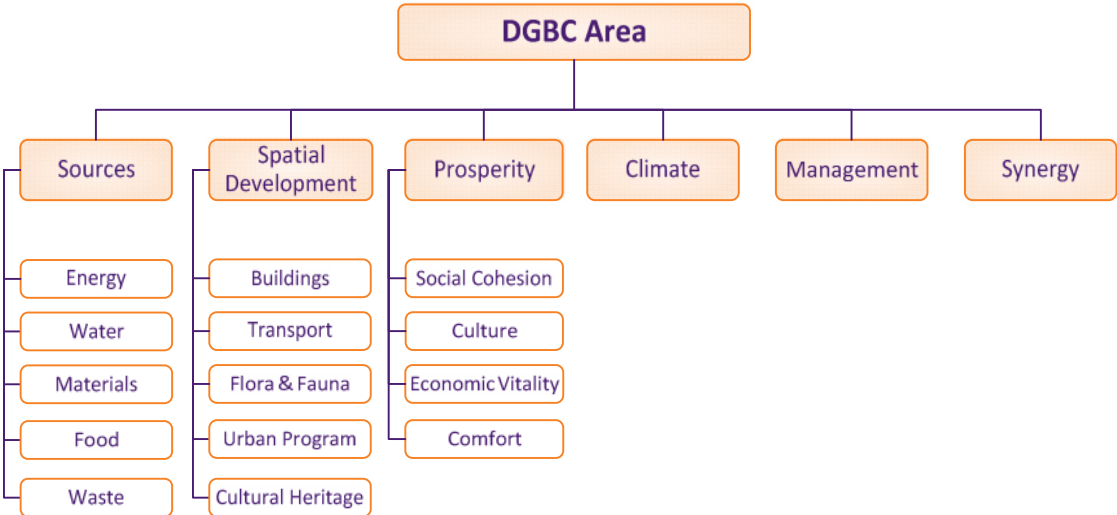 DGBC Area
Sources
Spatial
Development
Prosperity
Climate
Management
Synergy
Energy
Buildings
Social Cohesion
Water
Transport
Culture
Materials
Flora & Fauna
Economic Vitality
Food
Urban Program
Comfort
Waste
Cultural Heritage